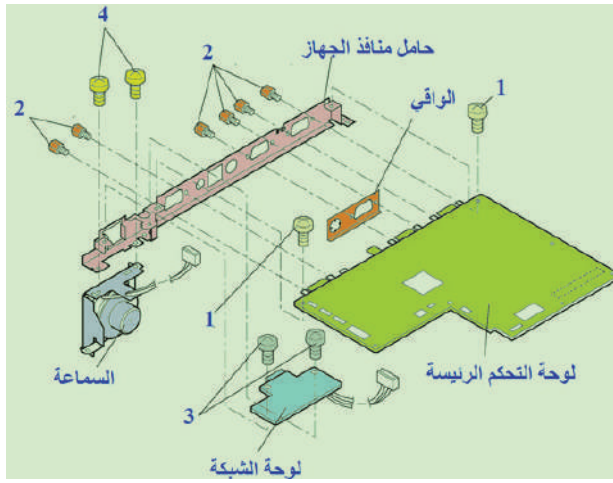 4
2
2
حامل منافذ الجهاز
1
الواقي
1
السماعة
3
لوحة التحكم الرئيسة
لوحة الشبكة